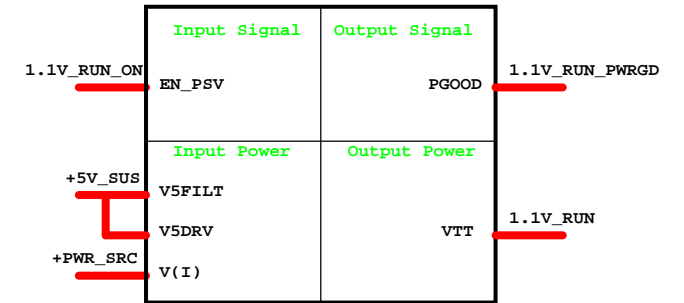 Input Signal Output Signal
1.1V_RUN_ON EN_PSV PGOOD 1.1V_RUN_PWRGD
Input Power Output Power
+5V_SUS V5FILT
V5DRV VTT 1.1V_RUN
+PWR_SRC V(I)